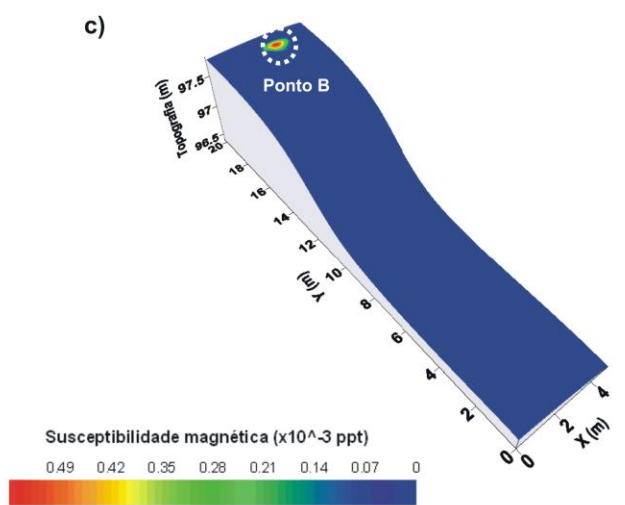 c)
Ponto B
Topografia (m)
97.5
97
96.5
20
18
16
14
12
10
8
6
4
2
0
Y (m)
0
2
4
X (m)
Susceptibilidade magnética (x10^-3 ppt)
0.49 0.42 0.35 0.28 0.21 0.14 0.07 0